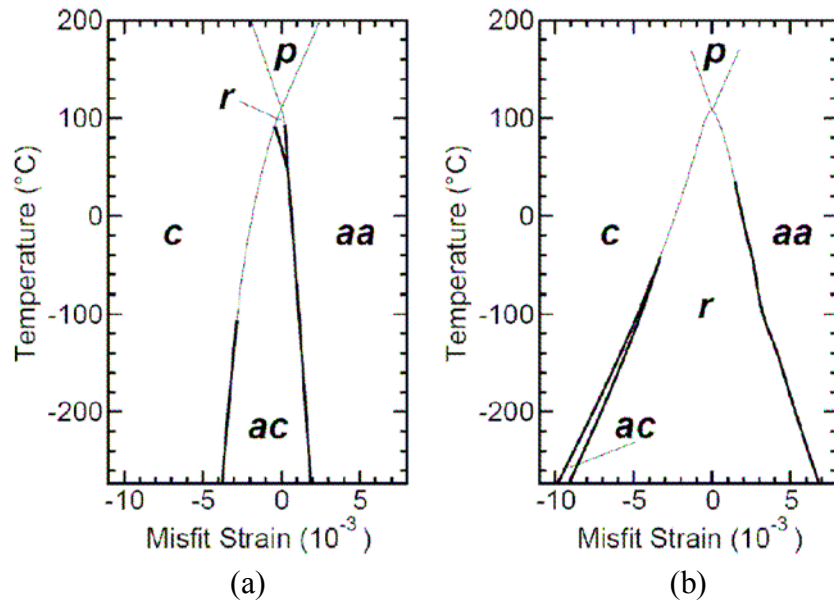 200
100
0
-100
-200
Temperature (°C)
p
r
c
aa
ac
-10 -5 0 5
Misfit Strain (10⁻³)
(a)
200
100
0
-100
-200
Temperature (°C)
p
c
aa
r
ac
-10 -5 0 5
Misfit Strain (10⁻³)
(b)